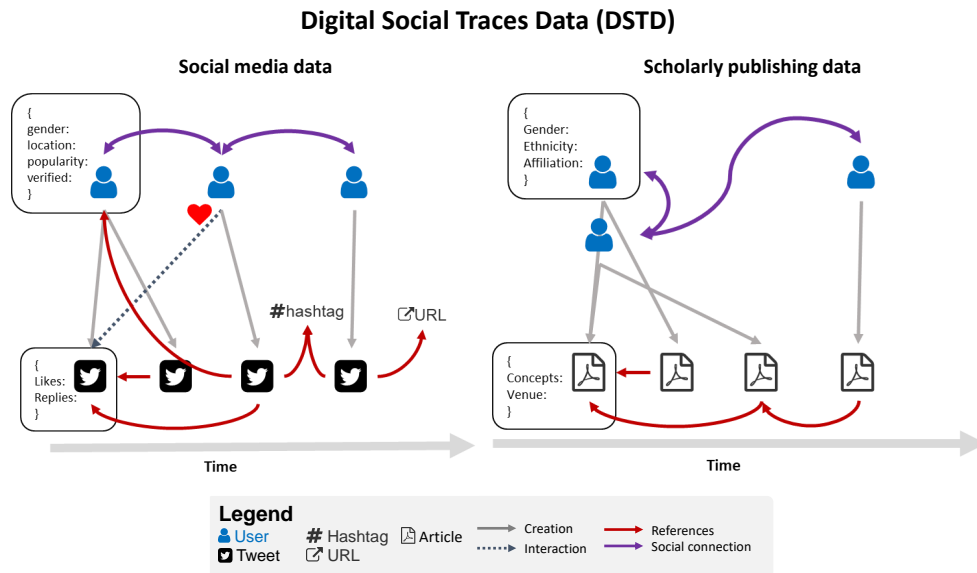 Digital Social Traces Data (DSTD)
Social media data
{
gender:
location:
popularity:
verified:
}
#hashtag
URL
{
Likes:
Replies:
}
Time
Scholarly publishing data
{
Gender:
Ethnicity:
Affiliation:
}
{
Concepts:
Venue:
}
Time
Legend
User
# Hashtag
Article
Creation
References
Tweet
URL
Interaction
Social connection